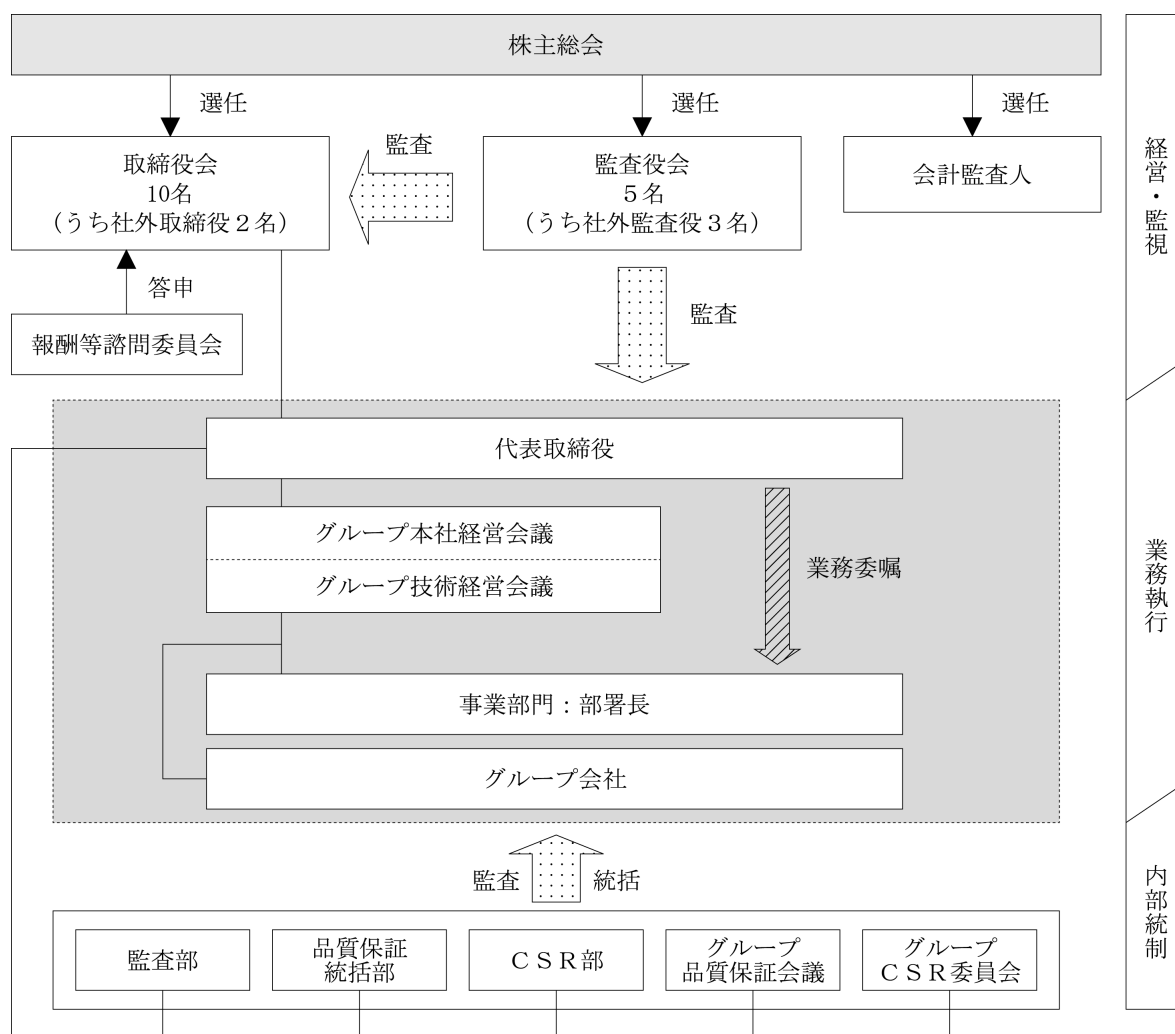 株主総会
選任
選任
選任
取締役会
10名
（うち社外取締役２名）
監査
監査役会
５名
（うち社外監査役３名）
会計監査人
経営・監視
答申
報酬等諮問委員会
監査
代表取締役
グループ本社経営会議
グループ技術経営会議
業務委嘱
業務執行
事業部門：部署長
グループ会社
監査
統括
内部統制
監査部
品質保証
統括部
ＣＳＲ部
グループ
品質保証会議
グループ
ＣＳＲ委員会